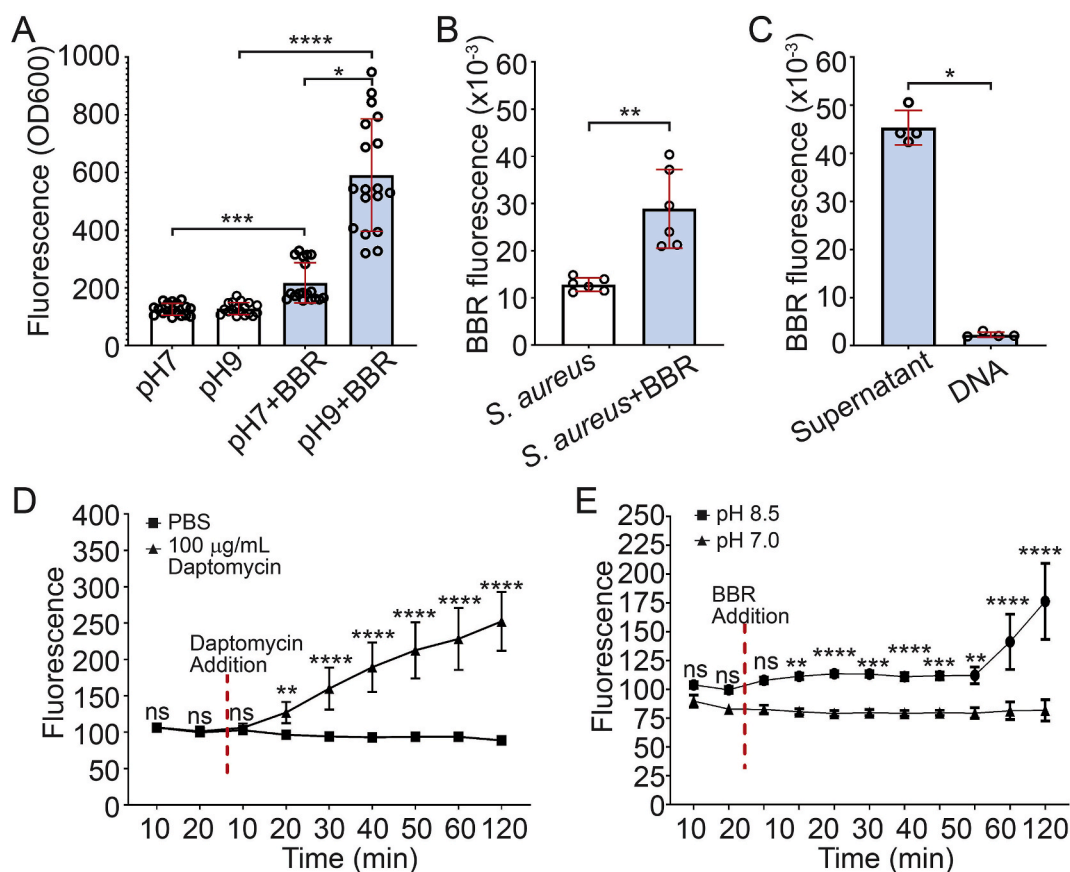 A
Fluorescence (OD600)
1000
800
600
400
200
0
****
*
***
pH7
pH9
pH7+BBR
pH9+BBR
B
BBR fluorescence (x10⁻³)
60
50
40
30
20
10
0
**
S. aureus
S. aureus+BBR
C
BBR fluorescence (x10⁻³)
60
50
40
30
20
10
0
*
Supernatant
DNA
D
Fluorescence
400
350
300
250
200
150
100
50
0
PBS
100 µg/mL
Daptomycin
Daptomycin
Addition
ns
ns
ns
**
****
****
****
****
****
10
20
10
20
30
40
50
60
120
Time (min)
E
Fluorescence
250
225
200
175
150
125
100
75
50
25
0
pH 8.5
pH 7.0
BBR
Addition
ns
ns
ns
**
****
***
****
***
**
****
****
10
20
10
20
30
40
50
60
120
Time (min)